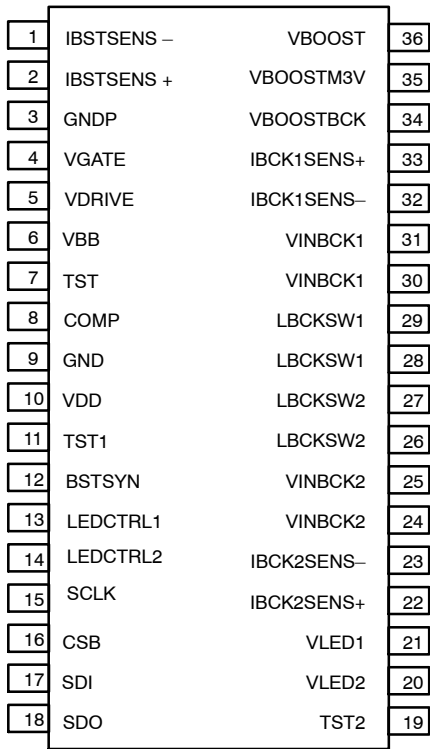 1 IBSTSENS – VBOOST 36
2 IBSTSENS + VBOOSTM3V 35
3 GNDP VBOOSTBCK 34
4 VGATE IBCK1SENS+ 33
5 VDRIVE IBCK1SENS– 32
6 VBB VINBCK1 31
7 TST VINBCK1 30
8 COMP LBCKSW1 29
9 GND LBCKSW1 28
10 VDD LBCKSW2 27
11 TST1 LBCKSW2 26
12 BSTSYN VINBCK2 25
13 LEDCTRL1 VINBCK2 24
14 LEDCTRL2 IBCK2SENS– 23
15 SCLK IBCK2SENS+ 22
16 CSB VLED1 21
17 SDI VLED2 20
18 SDO TST2 19